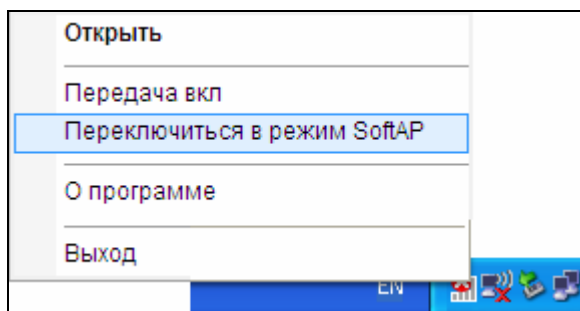 Открыть
Передача вкл
Переключиться в режим SoftAP
О программе
Выход
EN